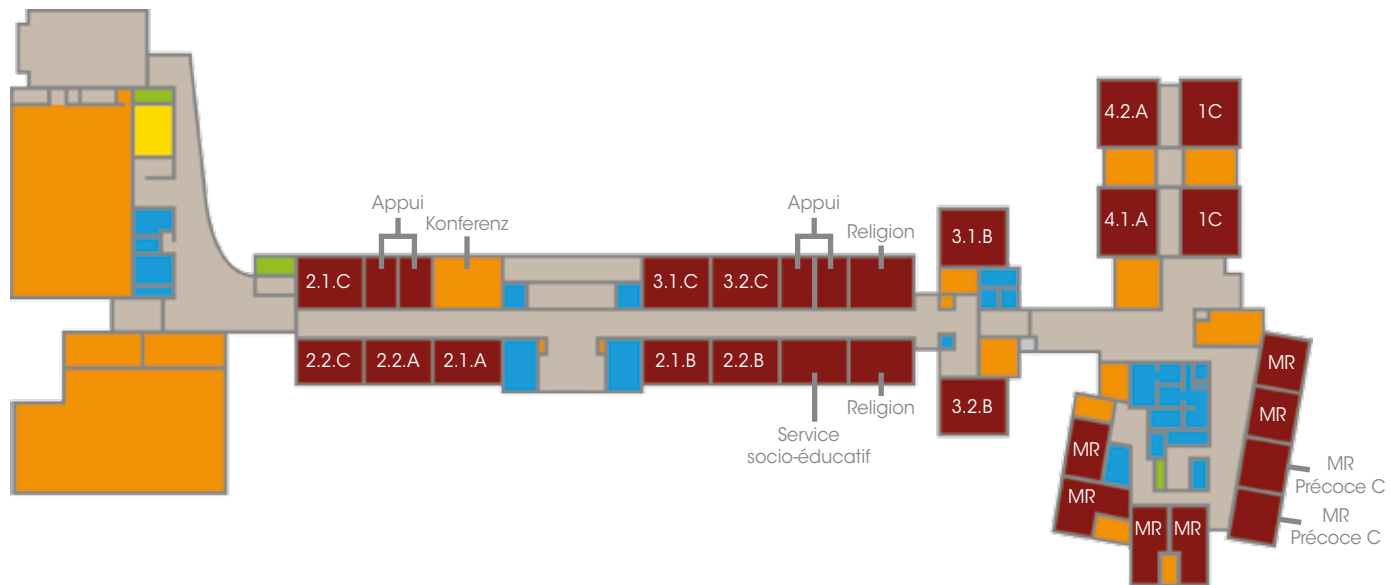 4.2.A
1C
Appui
Konferenz
Appui
Religion
3.1.B
4.1.A
1C
2.1.C
3.1.C
3.2.C
2.2.C
2.2.A
2.1.A
2.1.B
2.2.B
Religion
3.2.B
Service
socio-éducatif
MR
MR
MR
MR
MR
MR
MR
Précoce C
MR
Précoce C